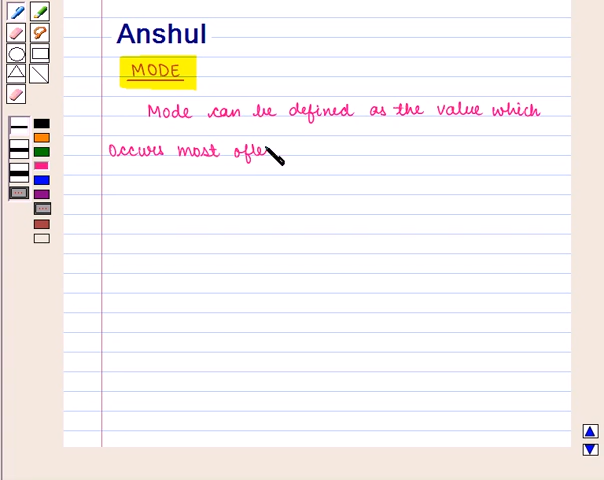 Anshul
MODE
Mode can be defined as the value which
occurs most ofte